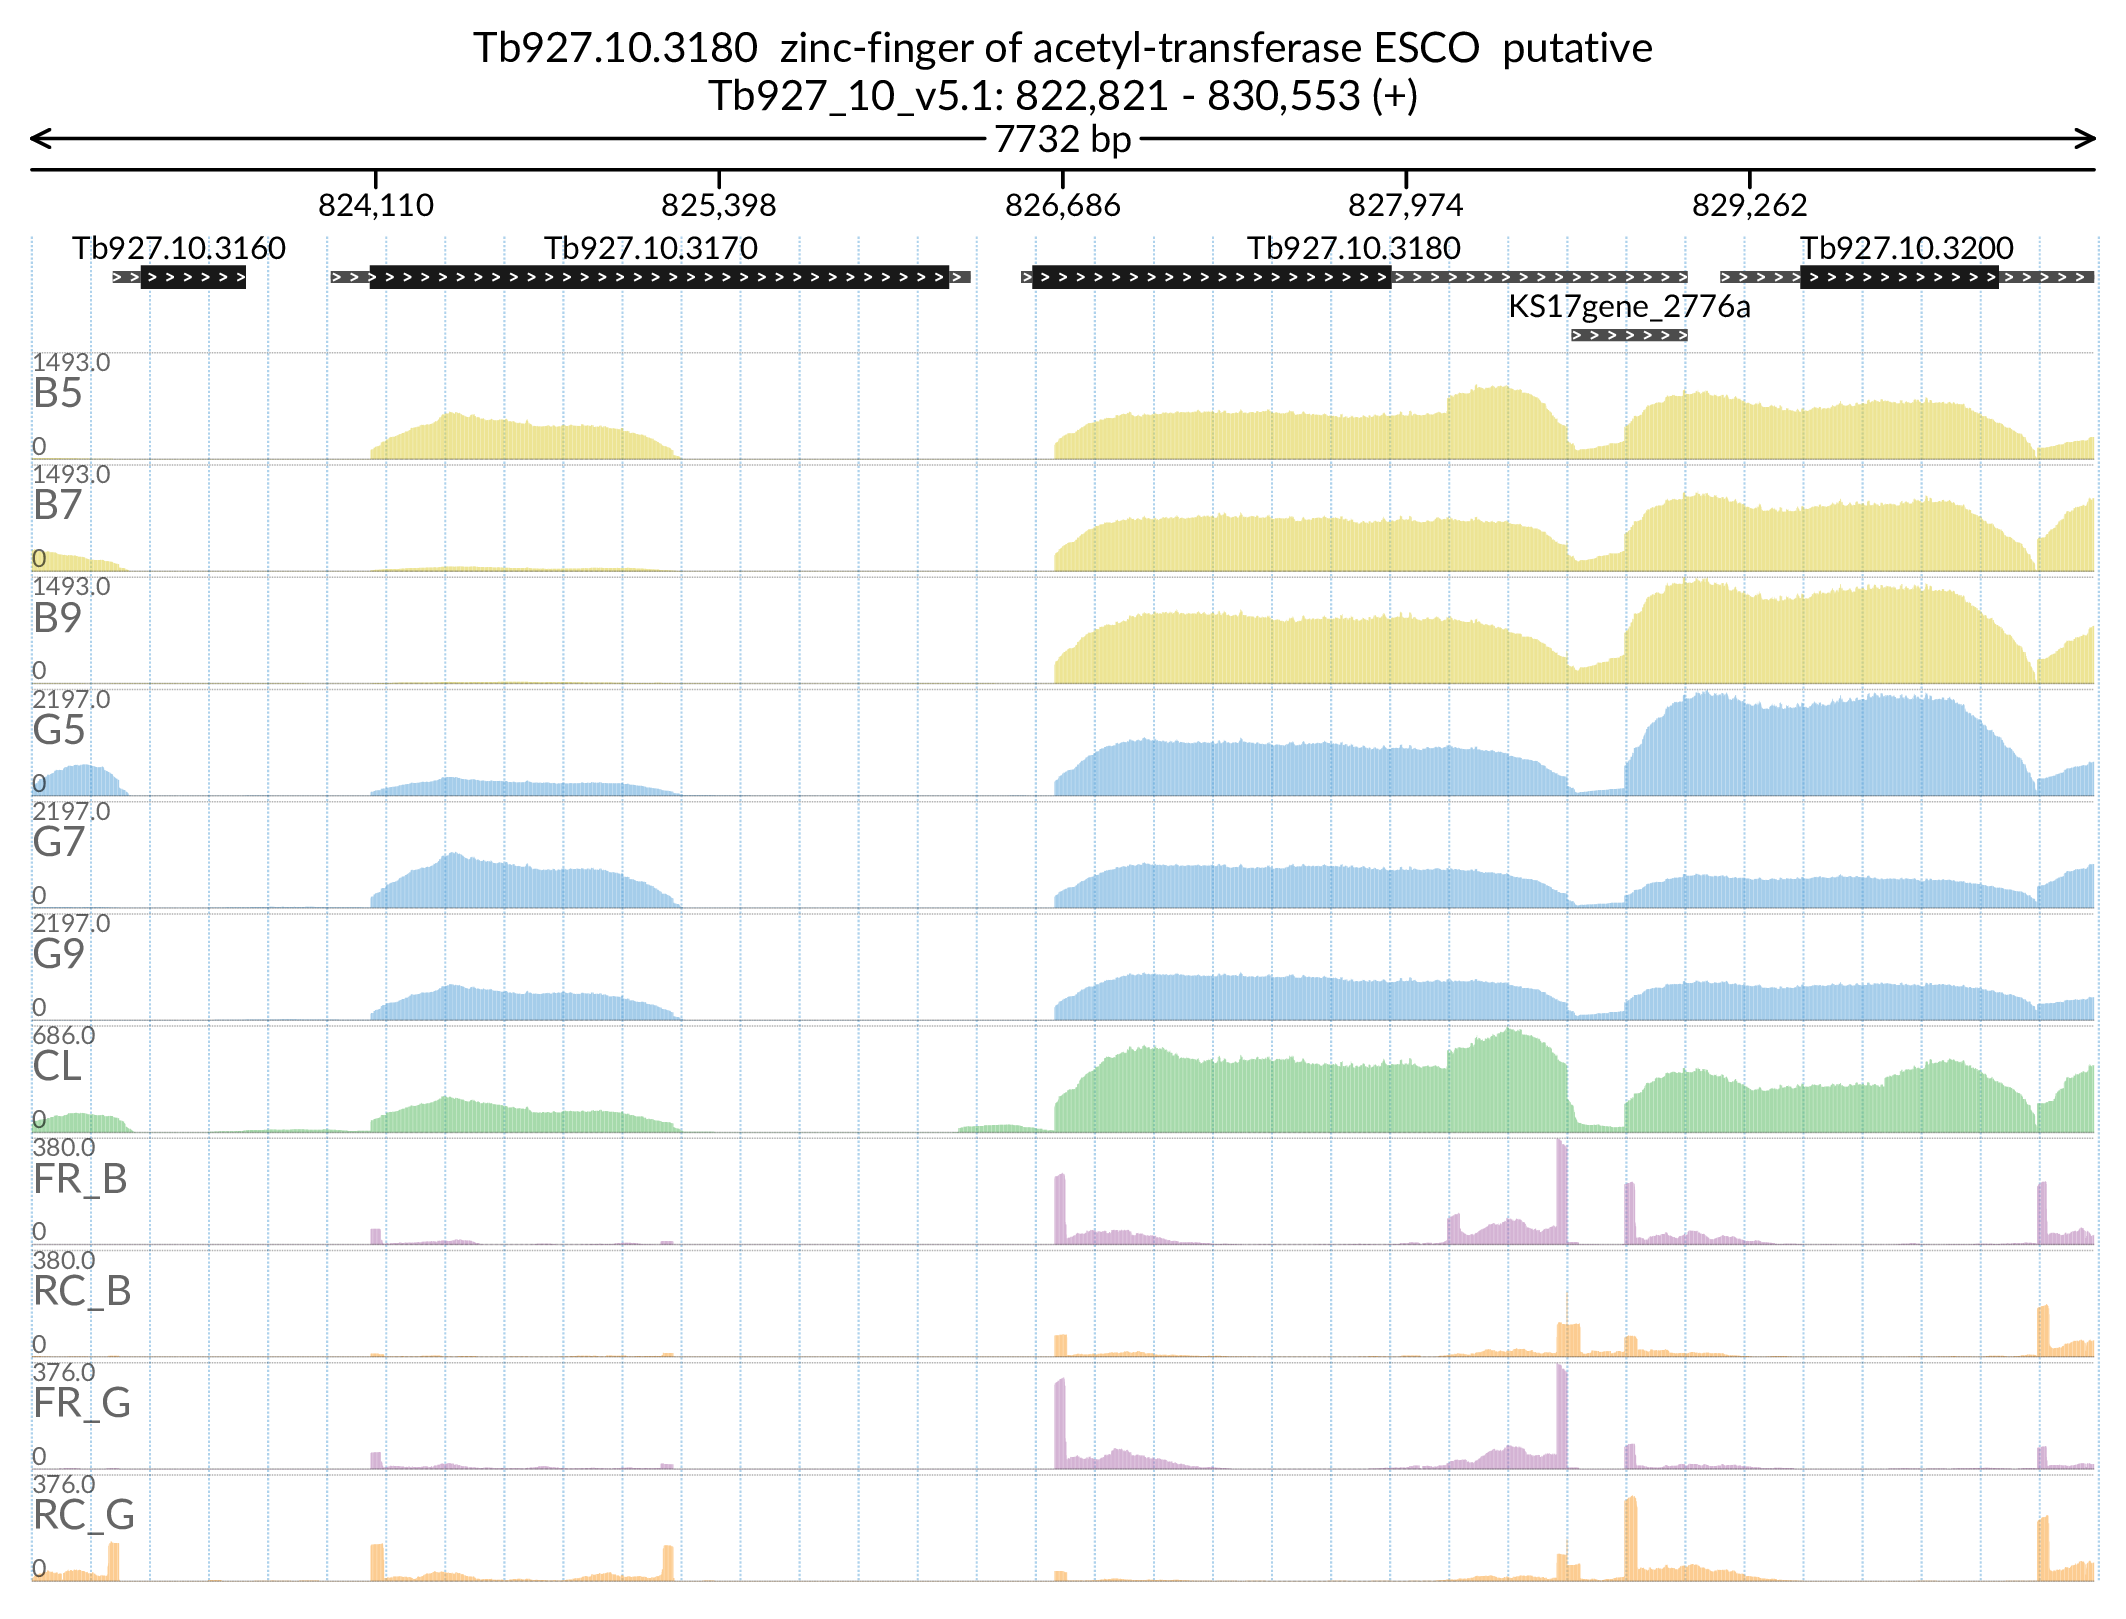 Tb927.10.3180  zinc-finger of acetyl-transferase ESCO  putative
Tb927_10_v5.1: 822,821 - 830,553 (+)
7732 bp
824,110 825,398 826,686 827,974 829,262
Tb927.10.3160 Tb927.10.3170 Tb927.10.3180 Tb927.10.3200
KS17gene_2776a
1493.0
B5
0
1493.0
B7
0
1493.0
B9
0
2197.0
G5
0
2197.0
G7
0
2197.0
G9
0
686.0
CL
0
380.0
FR_B
0
380.0
RC_B
0
376.0
FR_G
0
376.0
RC_G
0